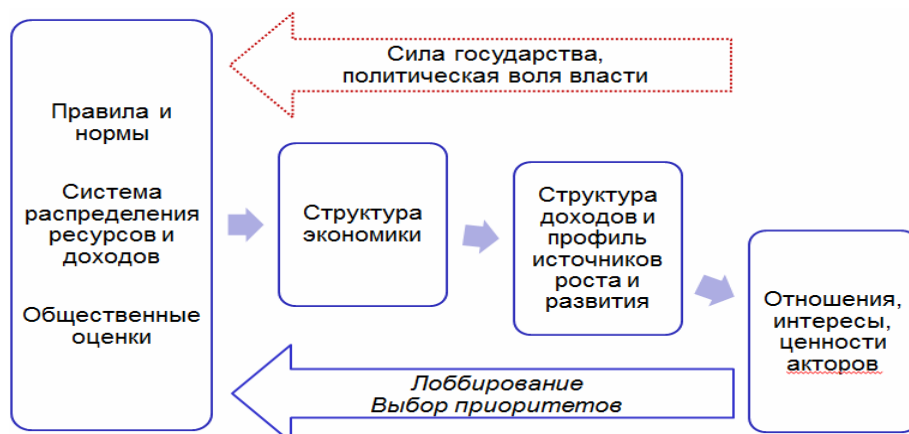 Сила государства,
политическая воля власти
Правила и
нормы
Система
распределения
ресурсов и
доходов
Общественные
оценки
Структура
экономики
Структура
доходов и
профиль
источников
роста и
развития
Отношения,
интересы,
ценности
акторов
Лоббирование
Выбор приоритетов